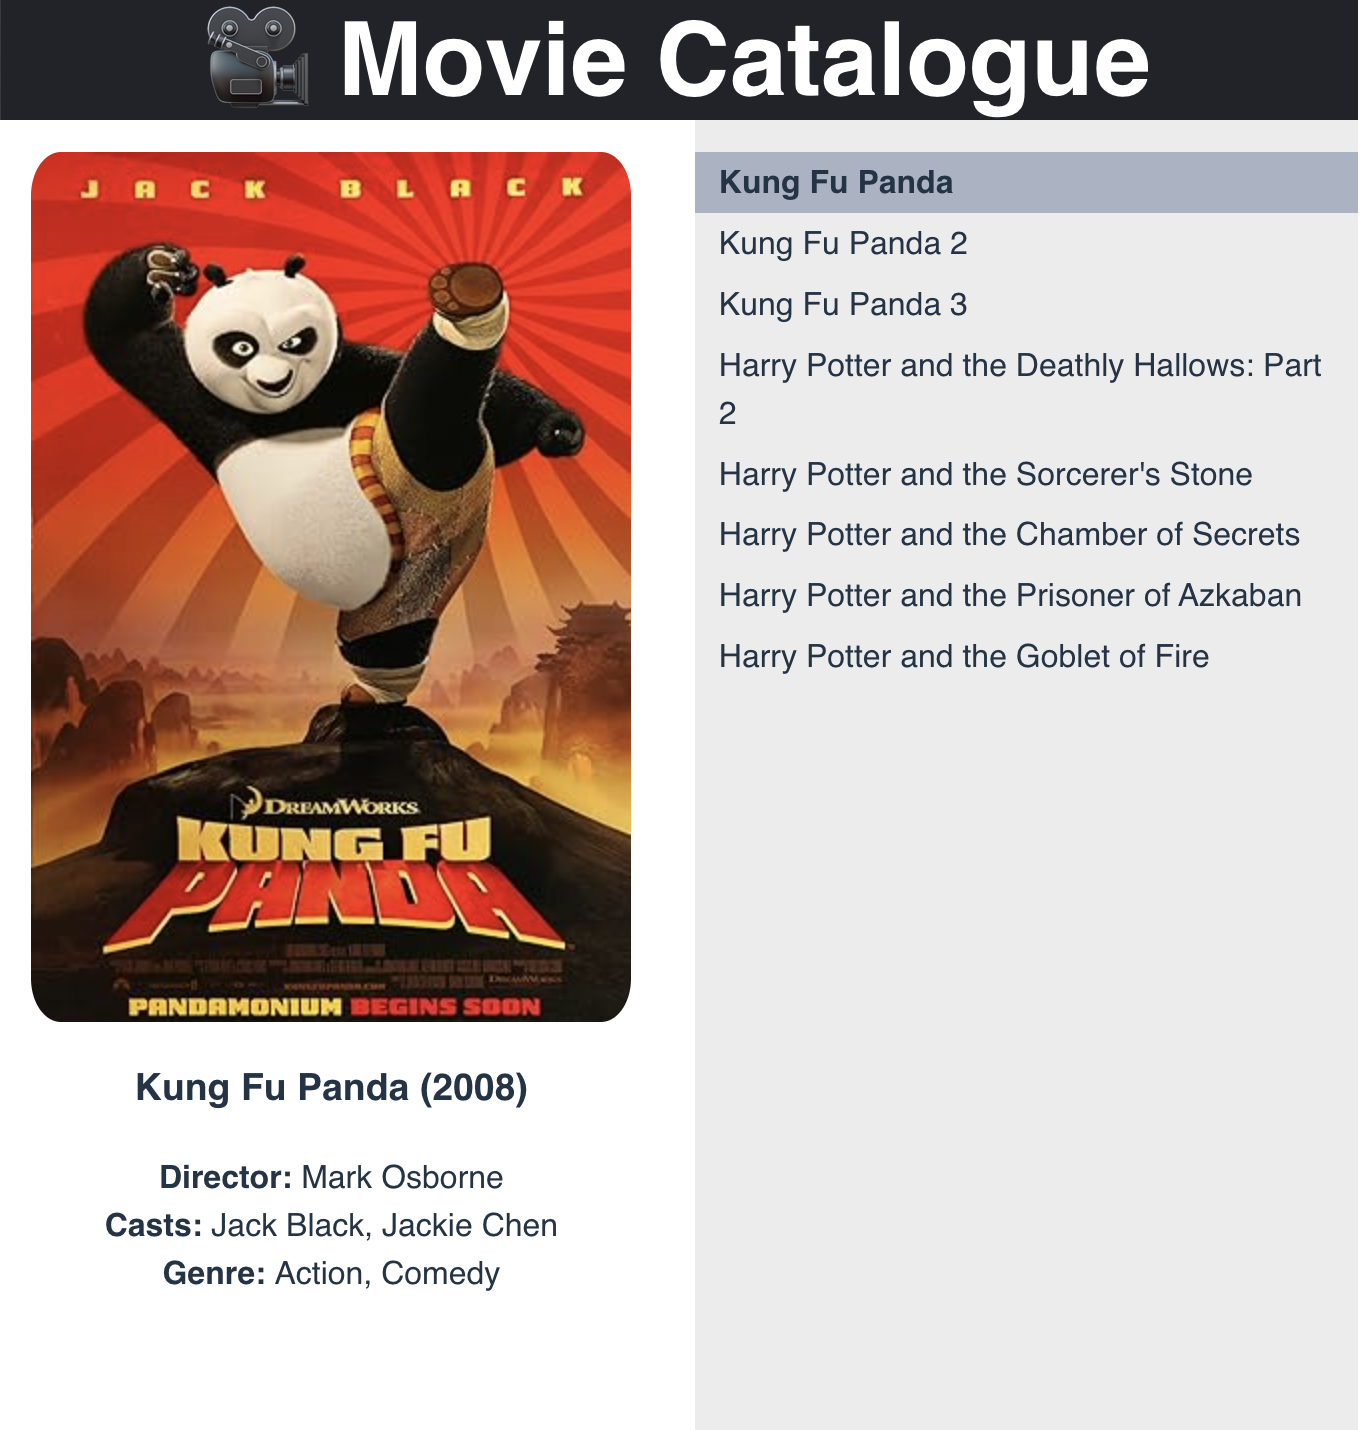 Movie Catalogue
JACK BLACK
DREAMWORKS
KUNG FU
PANDA
PANDAMONIUM BEGINS SOON
Kung Fu Panda (2008)
Director: Mark Osborne
Casts: Jack Black, Jackie Chen
Genre: Action, Comedy
Kung Fu Panda
Kung Fu Panda 2
Kung Fu Panda 3
Harry Potter and the Deathly Hallows: Part
2
Harry Potter and the Sorcerer's Stone
Harry Potter and the Chamber of Secrets
Harry Potter and the Prisoner of Azkaban
Harry Potter and the Goblet of Fire